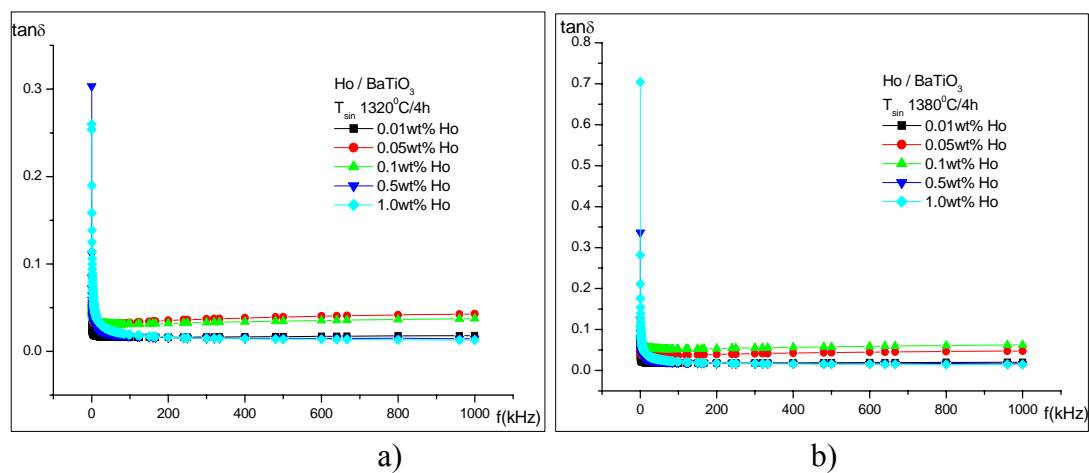 tanδ
0.3
0.2
0.1
0.0
0 200 400 600 800 1000
f(kHz)
Ho / BaTiO₃
T_sin 1320⁰C/4h
0.01wt% Ho
0.05wt% Ho
0.1wt% Ho
0.5wt% Ho
1.0wt% Ho
a)
tanδ
0.8
0.7
0.6
0.5
0.4
0.3
0.2
0.1
0.0
0 200 400 600 800 1000
f(kHz)
Ho / BaTiO₃
T_sin 1380⁰C/4h
0.01wt% Ho
0.05wt% Ho
0.1wt% Ho
0.5wt% Ho
1.0wt% Ho
b)